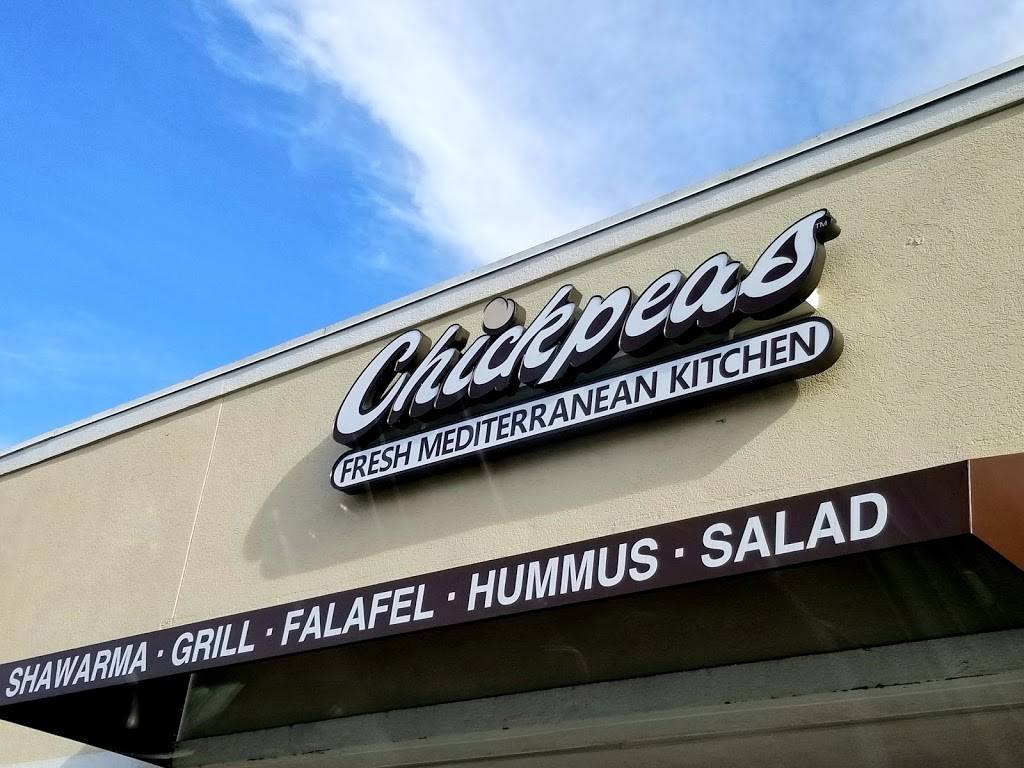 Chickpeas™
FRESH MEDITERRANEAN KITCHEN
SHAWARMA · GRILL · FALAFEL · HUMMUS · SALAD